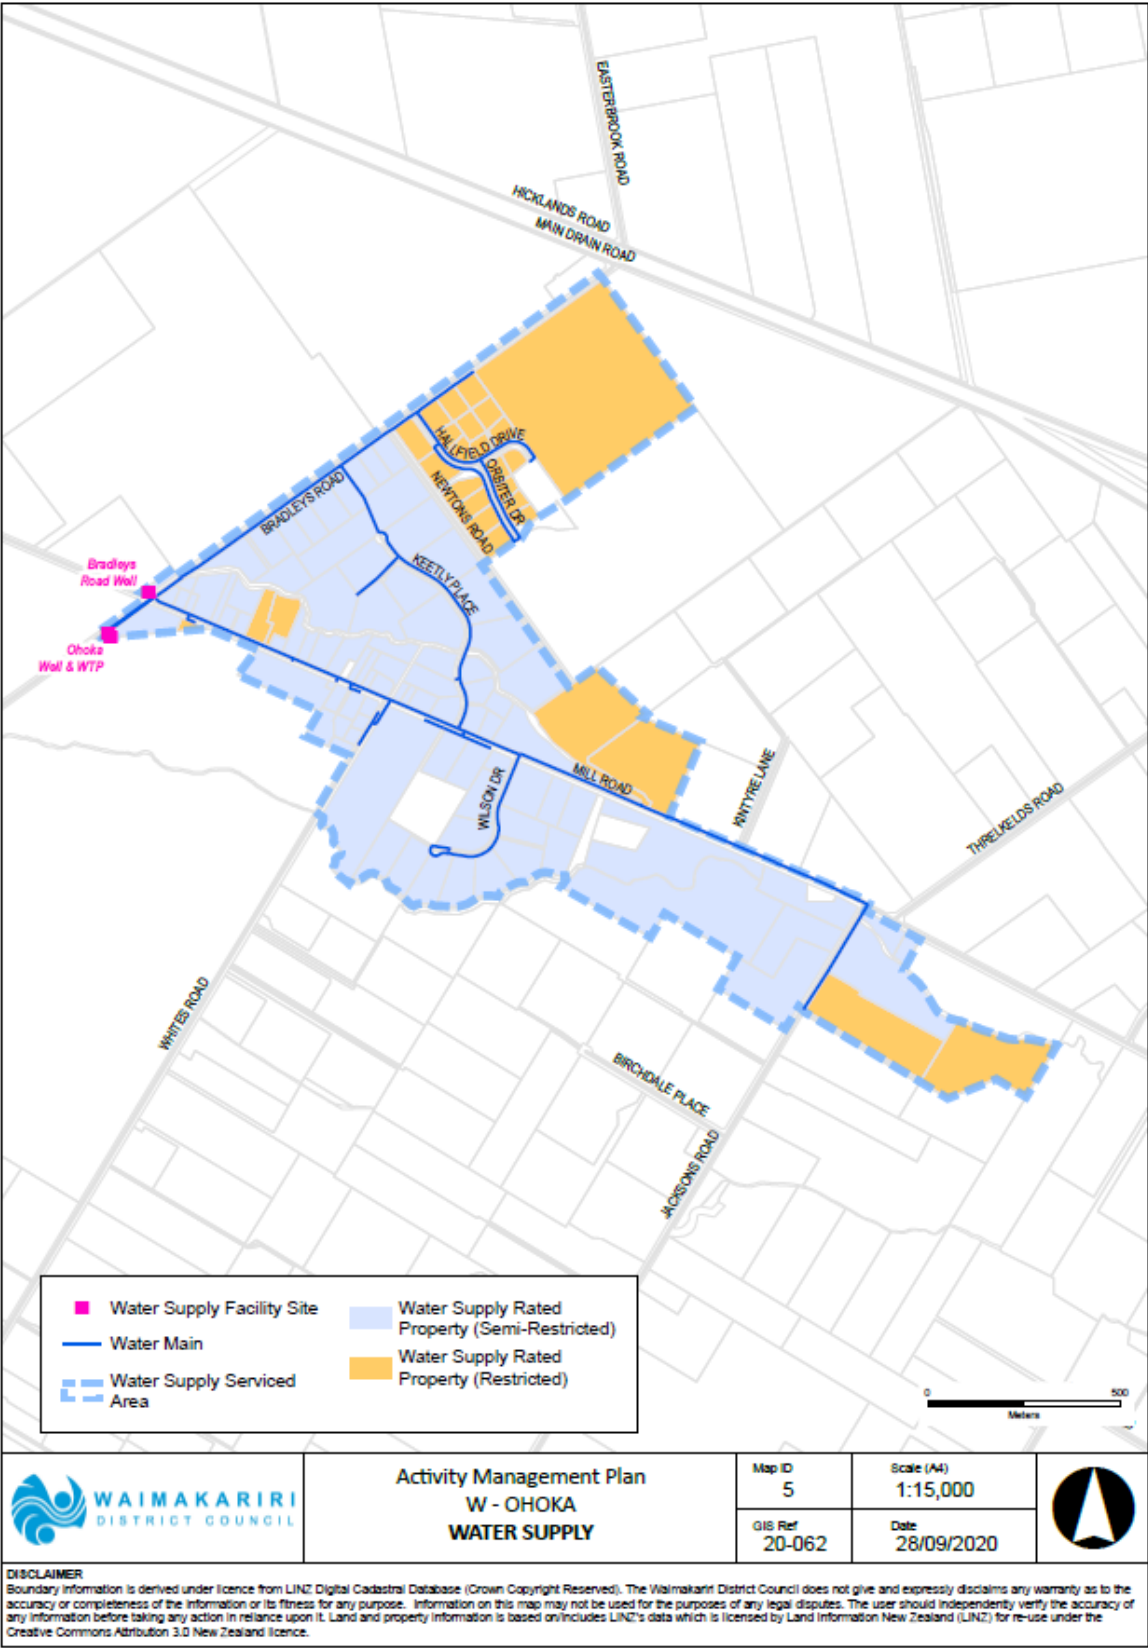 EASTERBROOK ROAD
HICKLANDS ROAD
MAIN DRAIN ROAD
HALLFIELD DRIVE
ORBITER DR
NEWTONS ROAD
BRADLEYS ROAD
Bradleys
Road Well
KEETLY PLACE
Ohoka
Well & WTP
MILL ROAD
WILSON DR
KINTYRE LANE
THRELKELDS ROAD
WHITES ROAD
BIRCHDALE PLACE
JACKSONS ROAD
Water Supply Facility Site
Water Main
Water Supply Serviced
Area
Water Supply Rated
Property (Semi-Restricted)
Water Supply Rated
Property (Restricted)
0 500
Meters
WAIMAKARIRI
DISTRICT COUNCIL
Activity Management Plan
W - OHOKA
WATER SUPPLY
Map ID
5
Scale (A4)
1:15,000
GIS Ref
20-062
Date
28/09/2020
DISCLAIMER
Boundary information is derived under licence from LINZ Digital Cadastral Database (Crown Copyright Reserved). The Waimakariri District Council does not give and expressly disclaims any warranty as to the
accuracy or completeness of the information or its fitness for any purpose. Information on this map may not be used for the purposes of any legal disputes. The user should independently verify the accuracy of
any information before taking any action in reliance upon it. Land and property information is based on/includes LINZ's data which is licensed by Land Information New Zealand (LINZ) for re-use under the
Creative Commons Attribution 3.0 New Zealand licence.